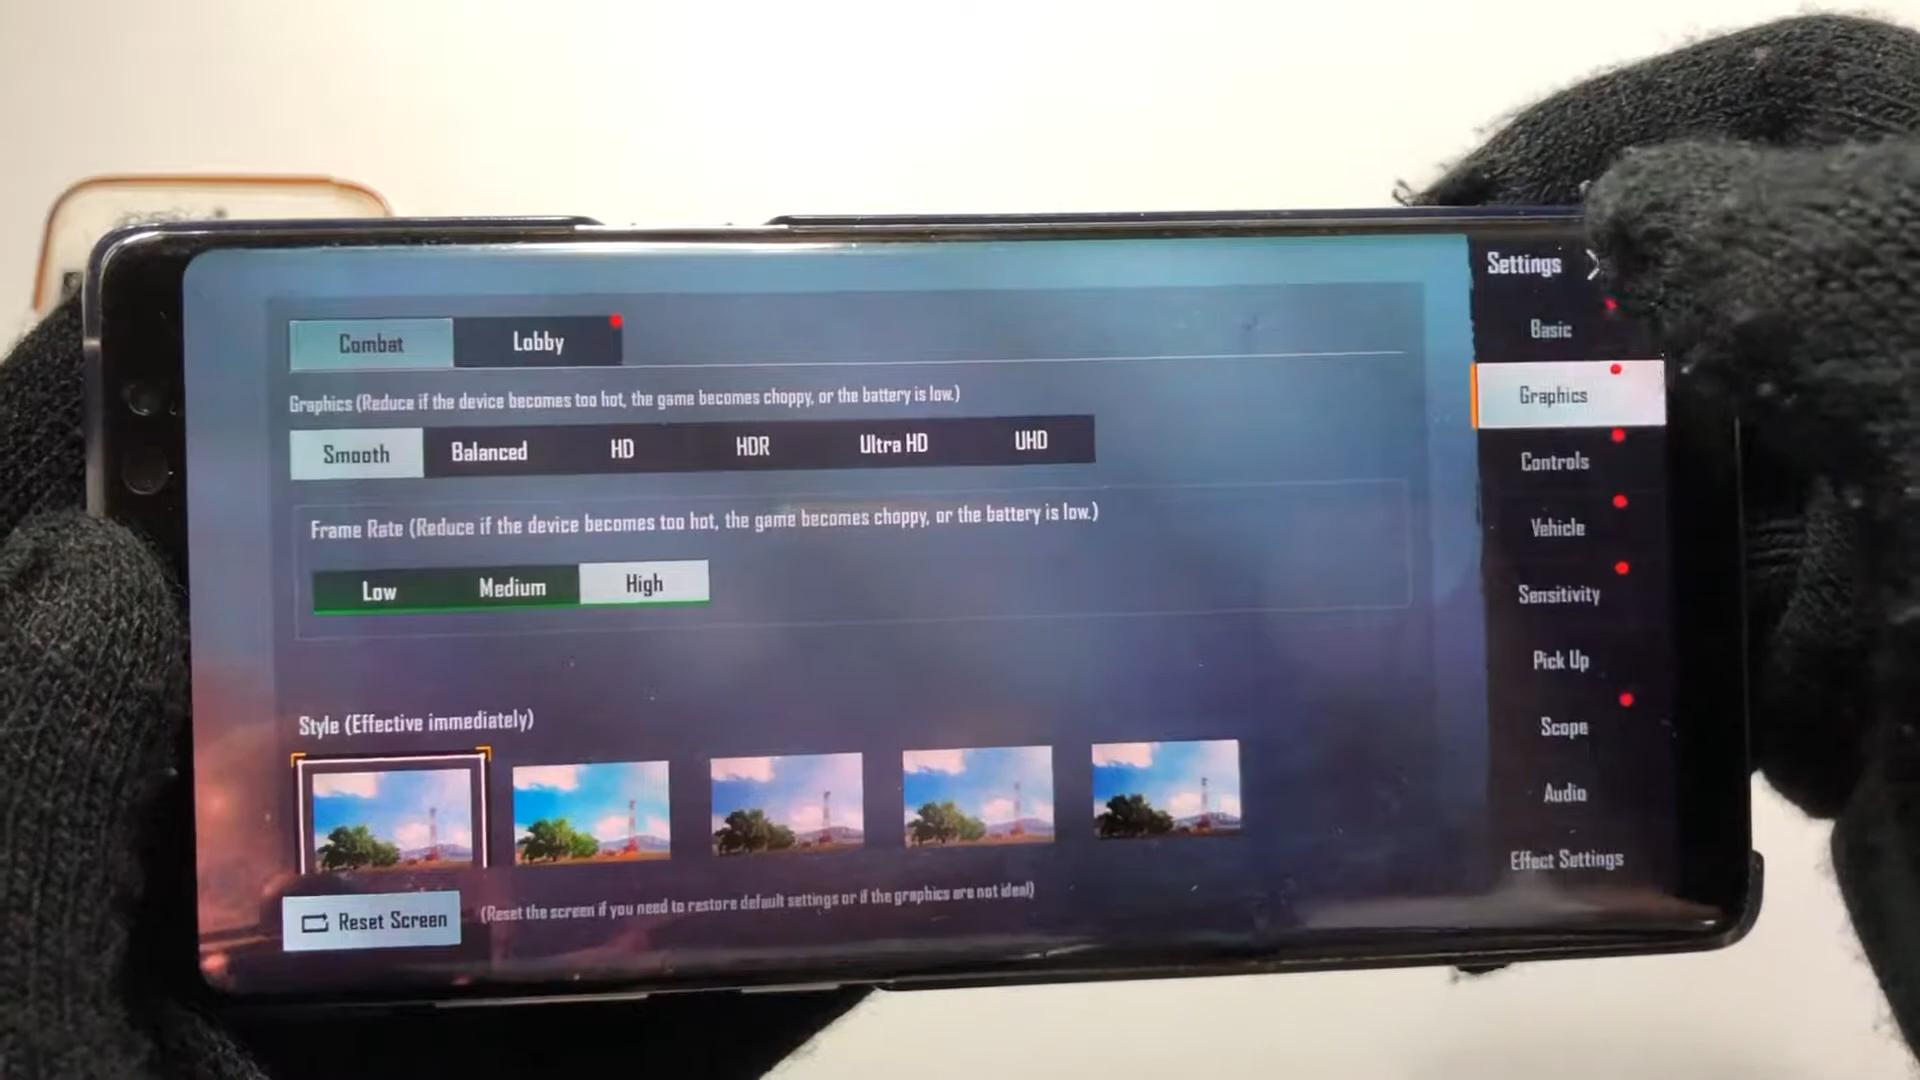 Settings
Combat
Lobby
Graphics (Reduce if the device becomes too hot, the game becomes choppy, or the battery is low.)
Smooth
Balanced
HD
HDR
Ultra HD
UHD
Frame Rate (Reduce if the device becomes too hot, the game becomes choppy, or the battery is low.)
Low
Medium
High
Style (Effective immediately)
Reset Screen
(Reset the screen if you need to restore default settings or if the graphics are not ideal)
Basic
Graphics
Controls
Vehicle
Sensitivity
Pick Up
Scope
Audio
Effect Settings